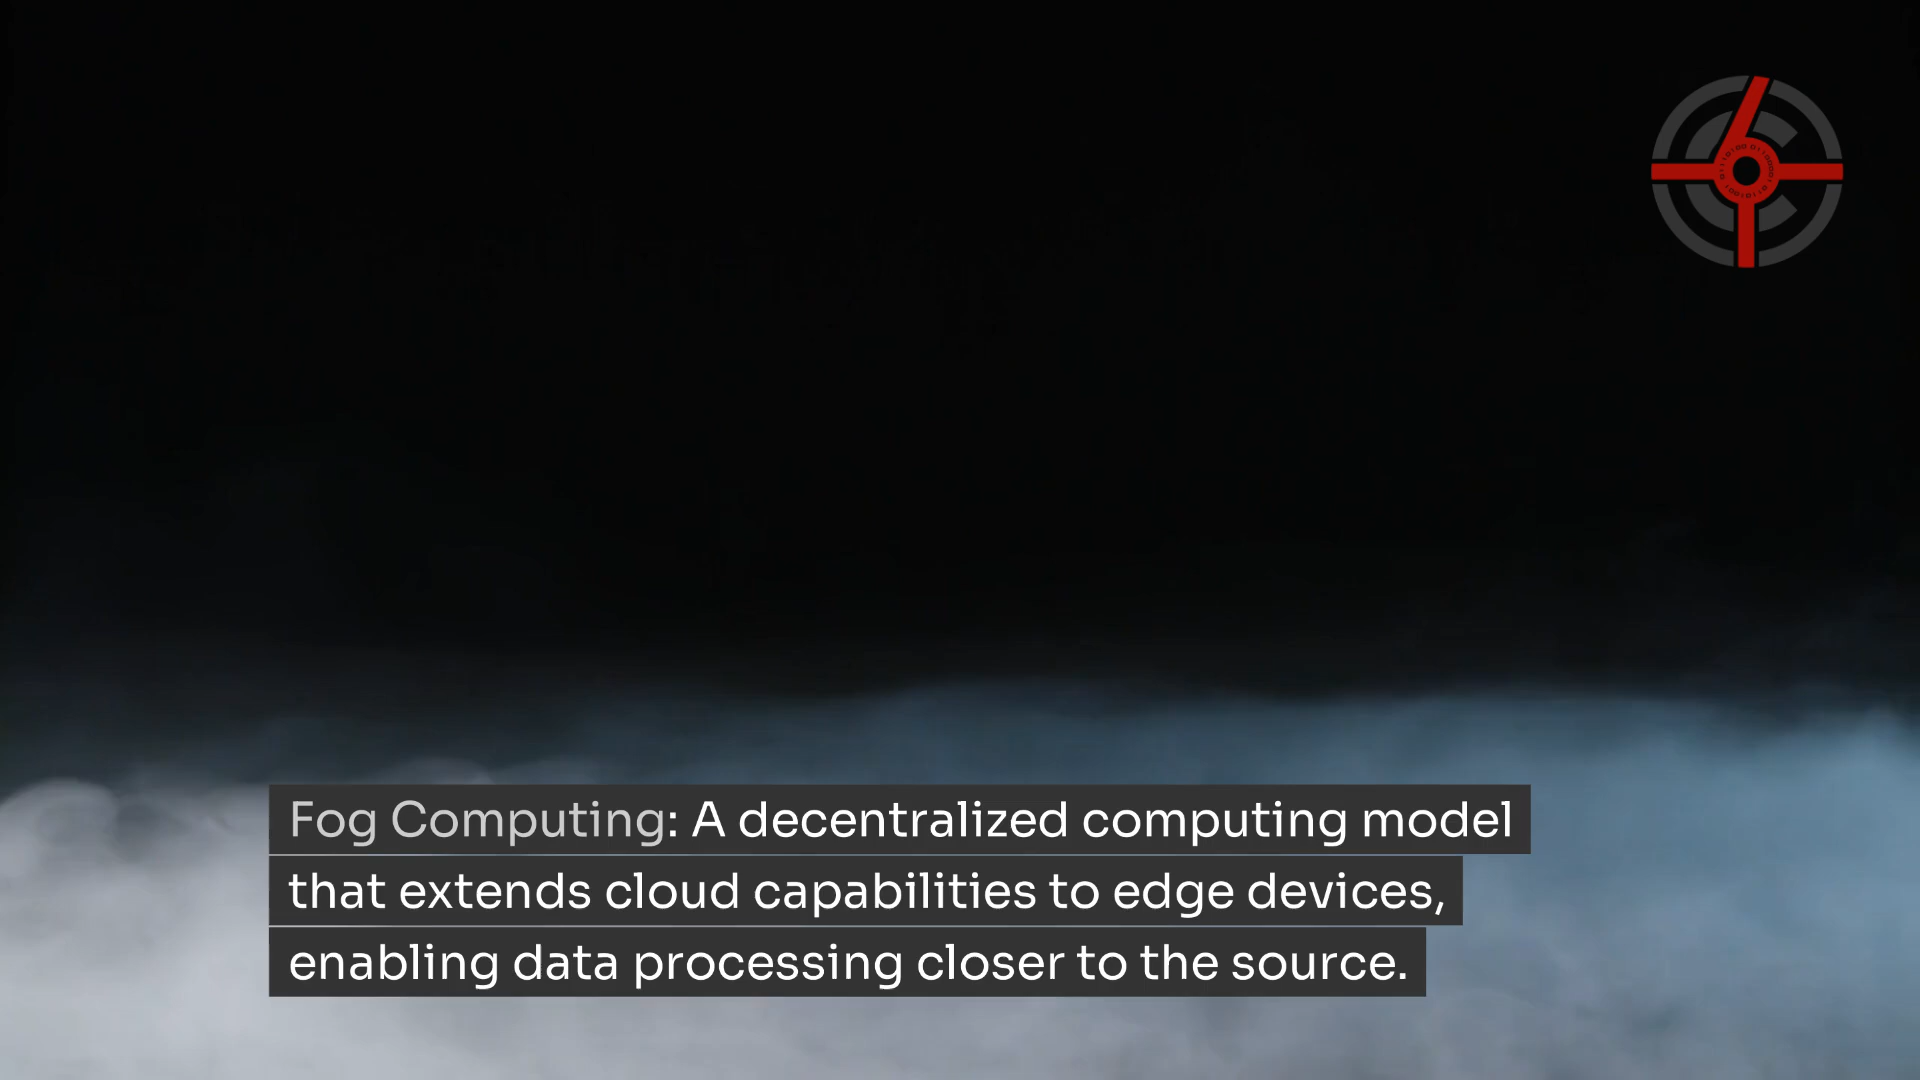 Fog Computing: A decentralized computing model
that extends cloud capabilities to edge devices,
enabling data processing closer to the source.